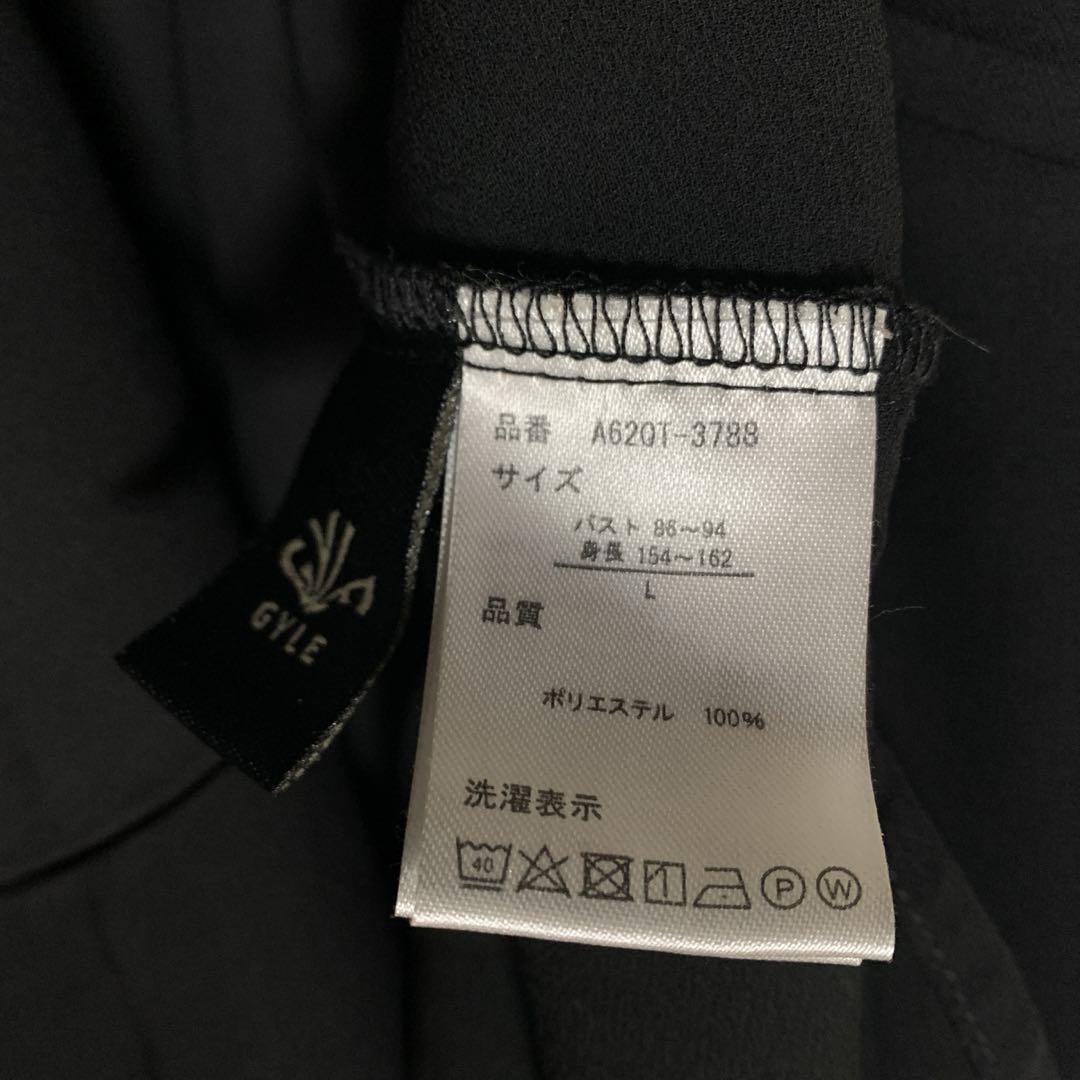 品番 A62QT-3788
サイズ
バスト 86～94
身長 154～162
L
品質
ポリエステル 100%
洗濯表示
40
P W
GYLE